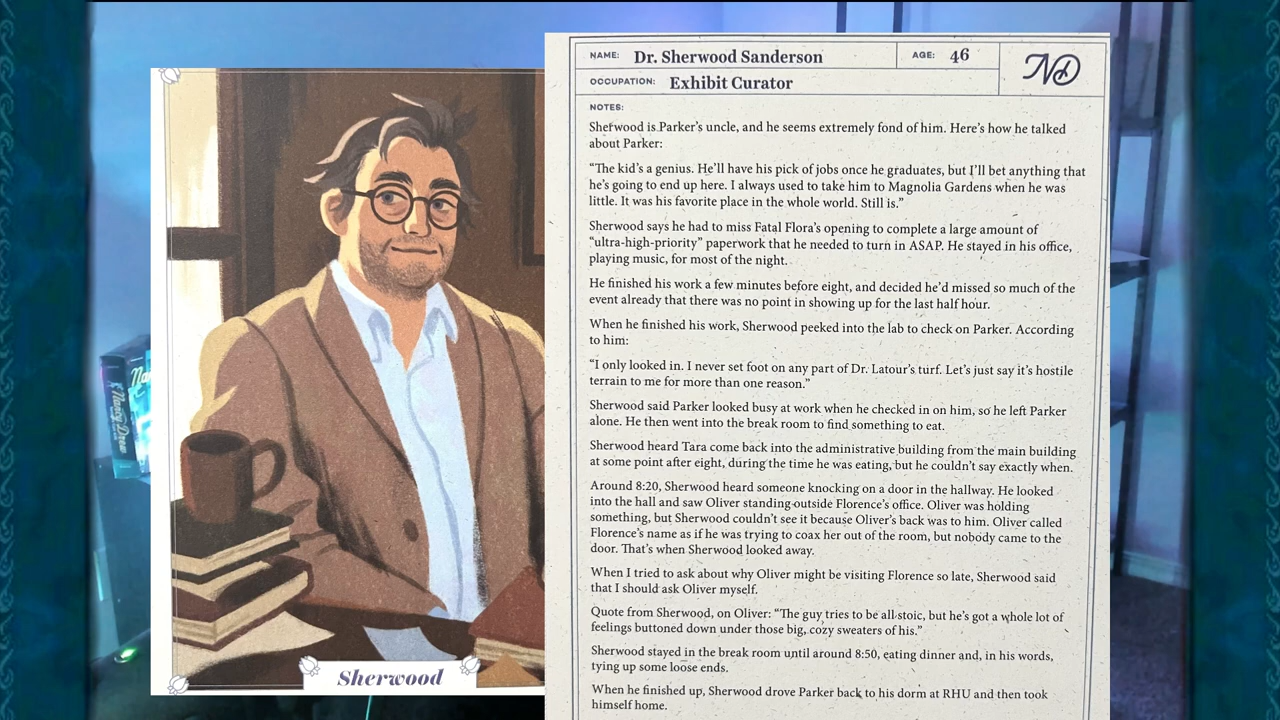 NAME: Dr. Sherwood Sanderson
AGE: 46
ND
OCCUPATION: Exhibit Curator
NOTES:
Sherwood is Parker's uncle, and he seems extremely fond of him. Here's how he talked
about Parker:
“The kid's a genius. He'll have his pick of jobs once he graduates, but I'll bet anything that
he's going to end up here. I always used to take him to Magnolia Gardens when he was
little. It was his favorite place in the whole world. Still is.”
Sherwood says he had to miss Fatal Flora's opening to complete a large amount of
“ultra-high-priority” paperwork that he needed to turn in ASAP. He stayed in his office,
playing music, for most of the night.
He finished his work a few minutes before eight, and decided he'd missed so much of the
event already that there was no point in showing up for the last half hour.
When he finished his work, Sherwood peeked into the lab to check on Parker. According
to him:
“I only looked in. I never set foot on any part of Dr. Latour's turf. Let's just say it's hostile
terrain to me for more than one reason.”
Sherwood said Parker looked busy at work when he checked in on him, so he left Parker
alone. He then went into the break room to find something to eat.
Sherwood heard Tara come back into the administrative building from the main building
at some point after eight, during the time he was eating, but he couldn't say exactly when.
Around 8:20, Sherwood heard someone knocking on a door in the hallway. He looked
into the hall and saw Oliver standing outside Florence's office. Oliver was holding
something, but Sherwood couldn't see it because Oliver's back was to him. Oliver called
Florence's name as if he was trying to coax her out of the room, but nobody came to the
door. That's when Sherwood looked away.
When I tried to ask about why Oliver might be visiting Florence so late, Sherwood said
that I should ask Oliver myself.
Quote from Sherwood, on Oliver: “The guy tries to be all stoic, but he's got a whole lot of
feelings buttoned down under those big, cozy sweaters of his.”
Sherwood stayed in the break room until around 8:50, eating dinner and, in his words,
tying up some loose ends.
When he finished up, Sherwood drove Parker back to his dorm at RHU and then took
himself home.
Sherwood
Nancy Drew